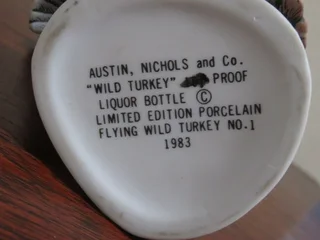 AUSTIN, NICHOLS and Co.
"WILD TURKEY" PROOF
LIQUOR BOTTLE ©
LIMITED EDITION PORCELAIN
FLYING WILD TURKEY NO.1
1983